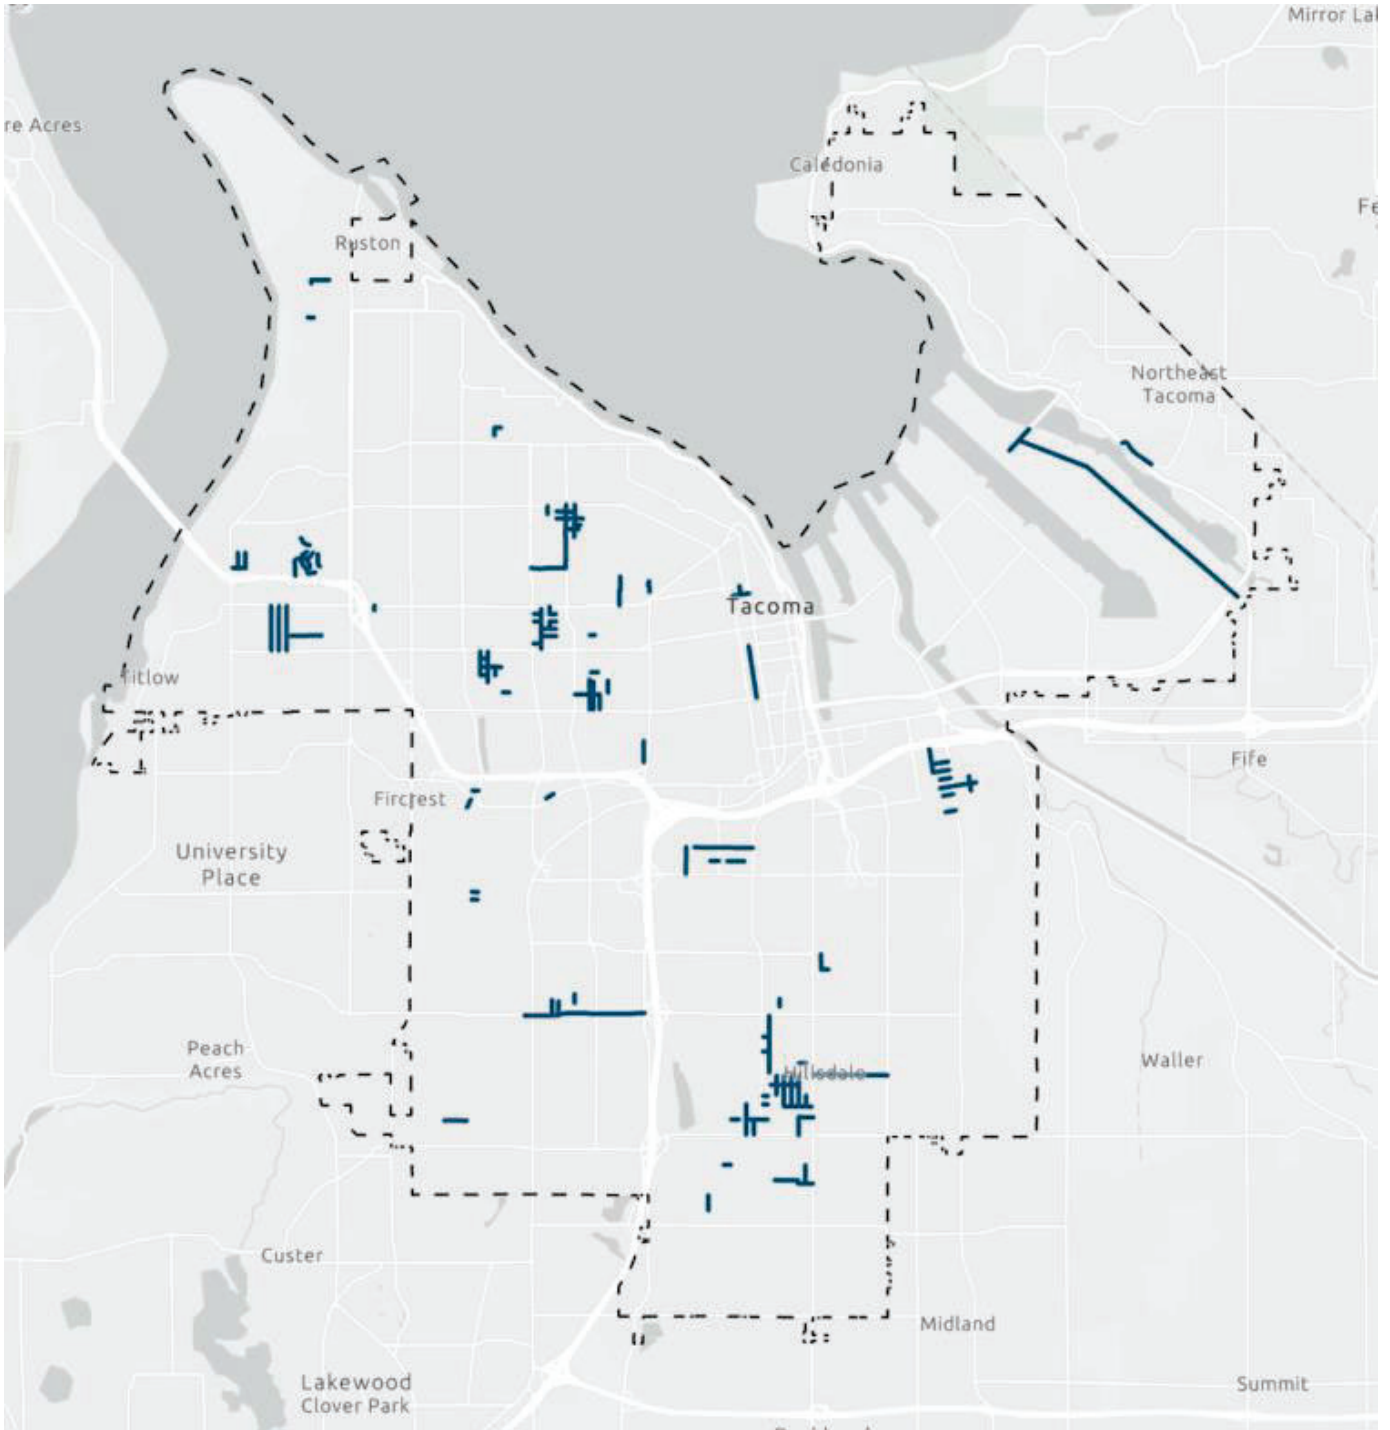 Mirror La
re Acres
Caledonia
Fe
Ruston
Northeast
Tacoma
Tacoma
Titlow
Fife
Fircrest
University
Place
Peach
Acres
Waller
Hillsdale
Custer
Midland
Lakewood
Clover Park
Summit